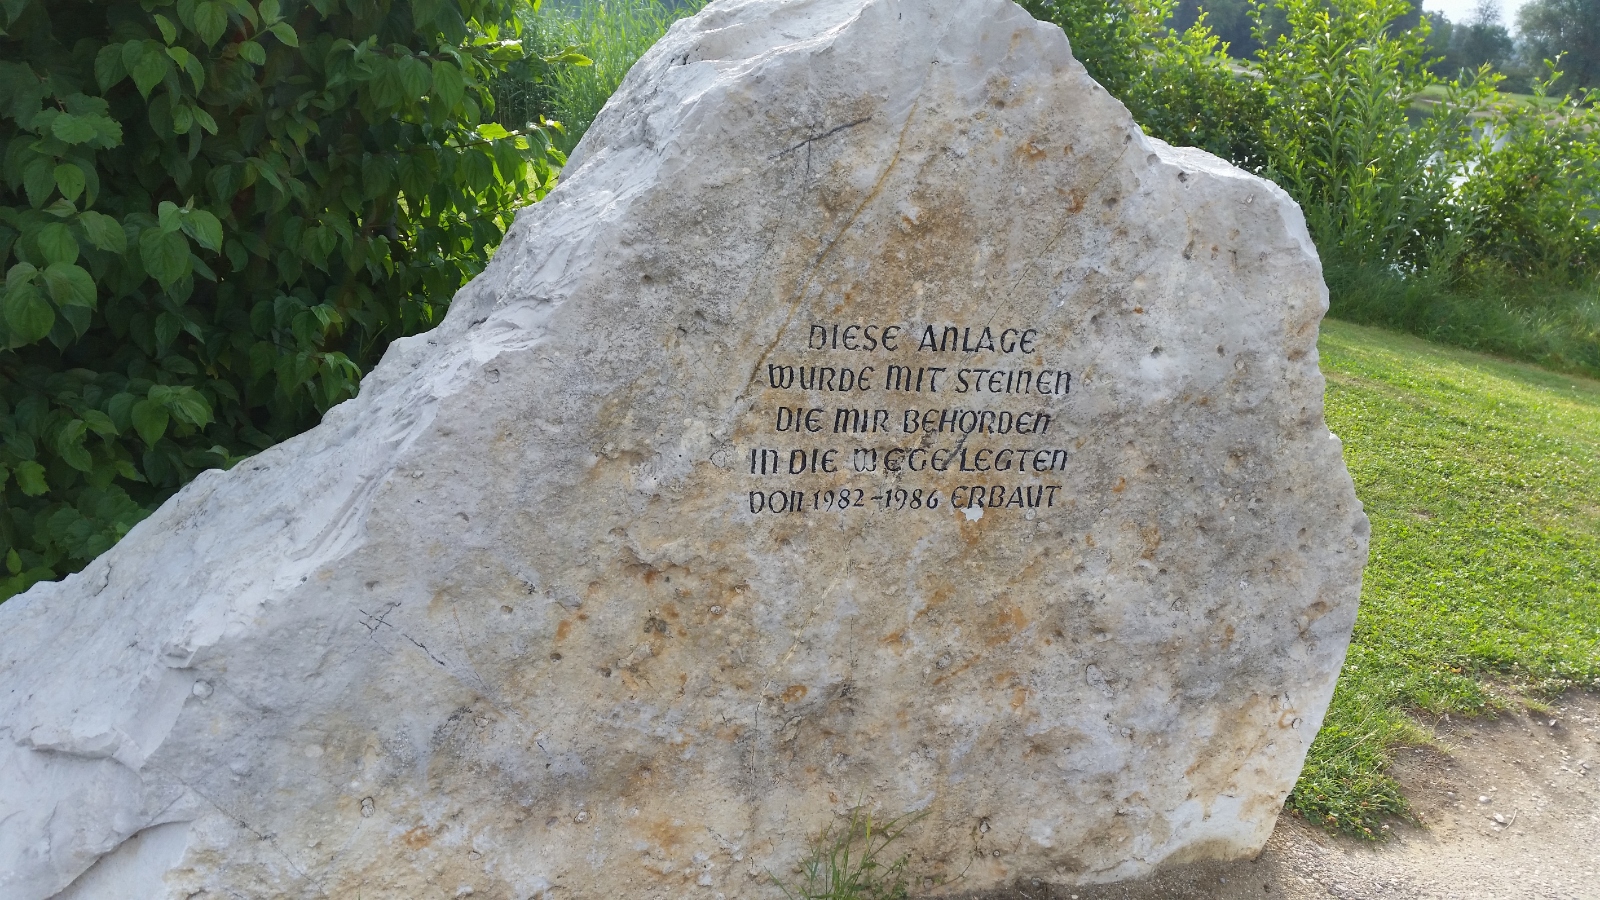 DIESE ANLAGE
WURDE MIT STEINEN
DIE MIR BEHÖRDEN
IN DIE WEGE LEGTEN
VON 1982-1986 ERBAUT